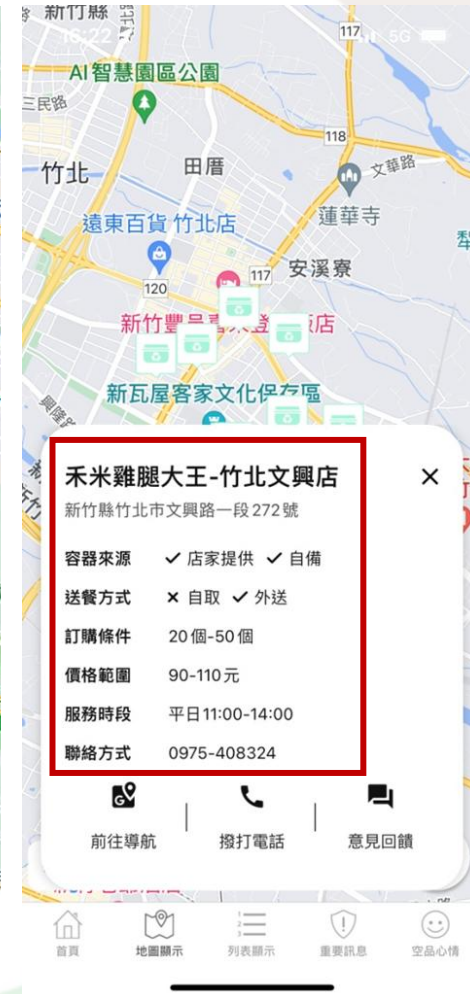 新竹縣
16:22
117
5G
AI智慧園區公園
三民路
118
竹北
田厝
文華路
遠東百貨 竹北店
蓮華寺
120
117
安溪寮
店
新瓦屋客家文化保存區
禾米雞腿大王-竹北文興店
新竹縣竹北市文興路一段272號
容器來源 ✓ 店家提供 ✓ 自備
送餐方式 × 自取 ✓ 外送
訂購條件 20個-50個
價格範圍 90-110元
服務時段 平日11:00-14:00
聯絡方式 0975-408324
前往導航 撥打電話 意見回饋
首頁 地圖顯示 列表顯示 重要訊息 空品心情